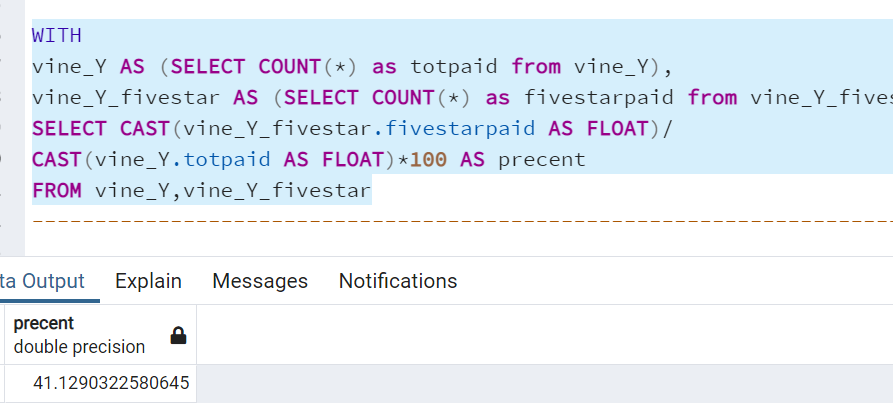 WITH
vine_Y AS (SELECT COUNT(*) as totpaid from vine_Y),
vine_Y_fivestar AS (SELECT COUNT(*) as fivestarpaid from vine_Y_fives
SELECT CAST(vine_Y_fivestar.fivestarpaid AS FLOAT)/
CAST(vine_Y.totpaid AS FLOAT)*100 AS precent
FROM vine_Y,vine_Y_fivestar
ta Output Explain Messages Notifications
precent
double precision
41.1290322580645